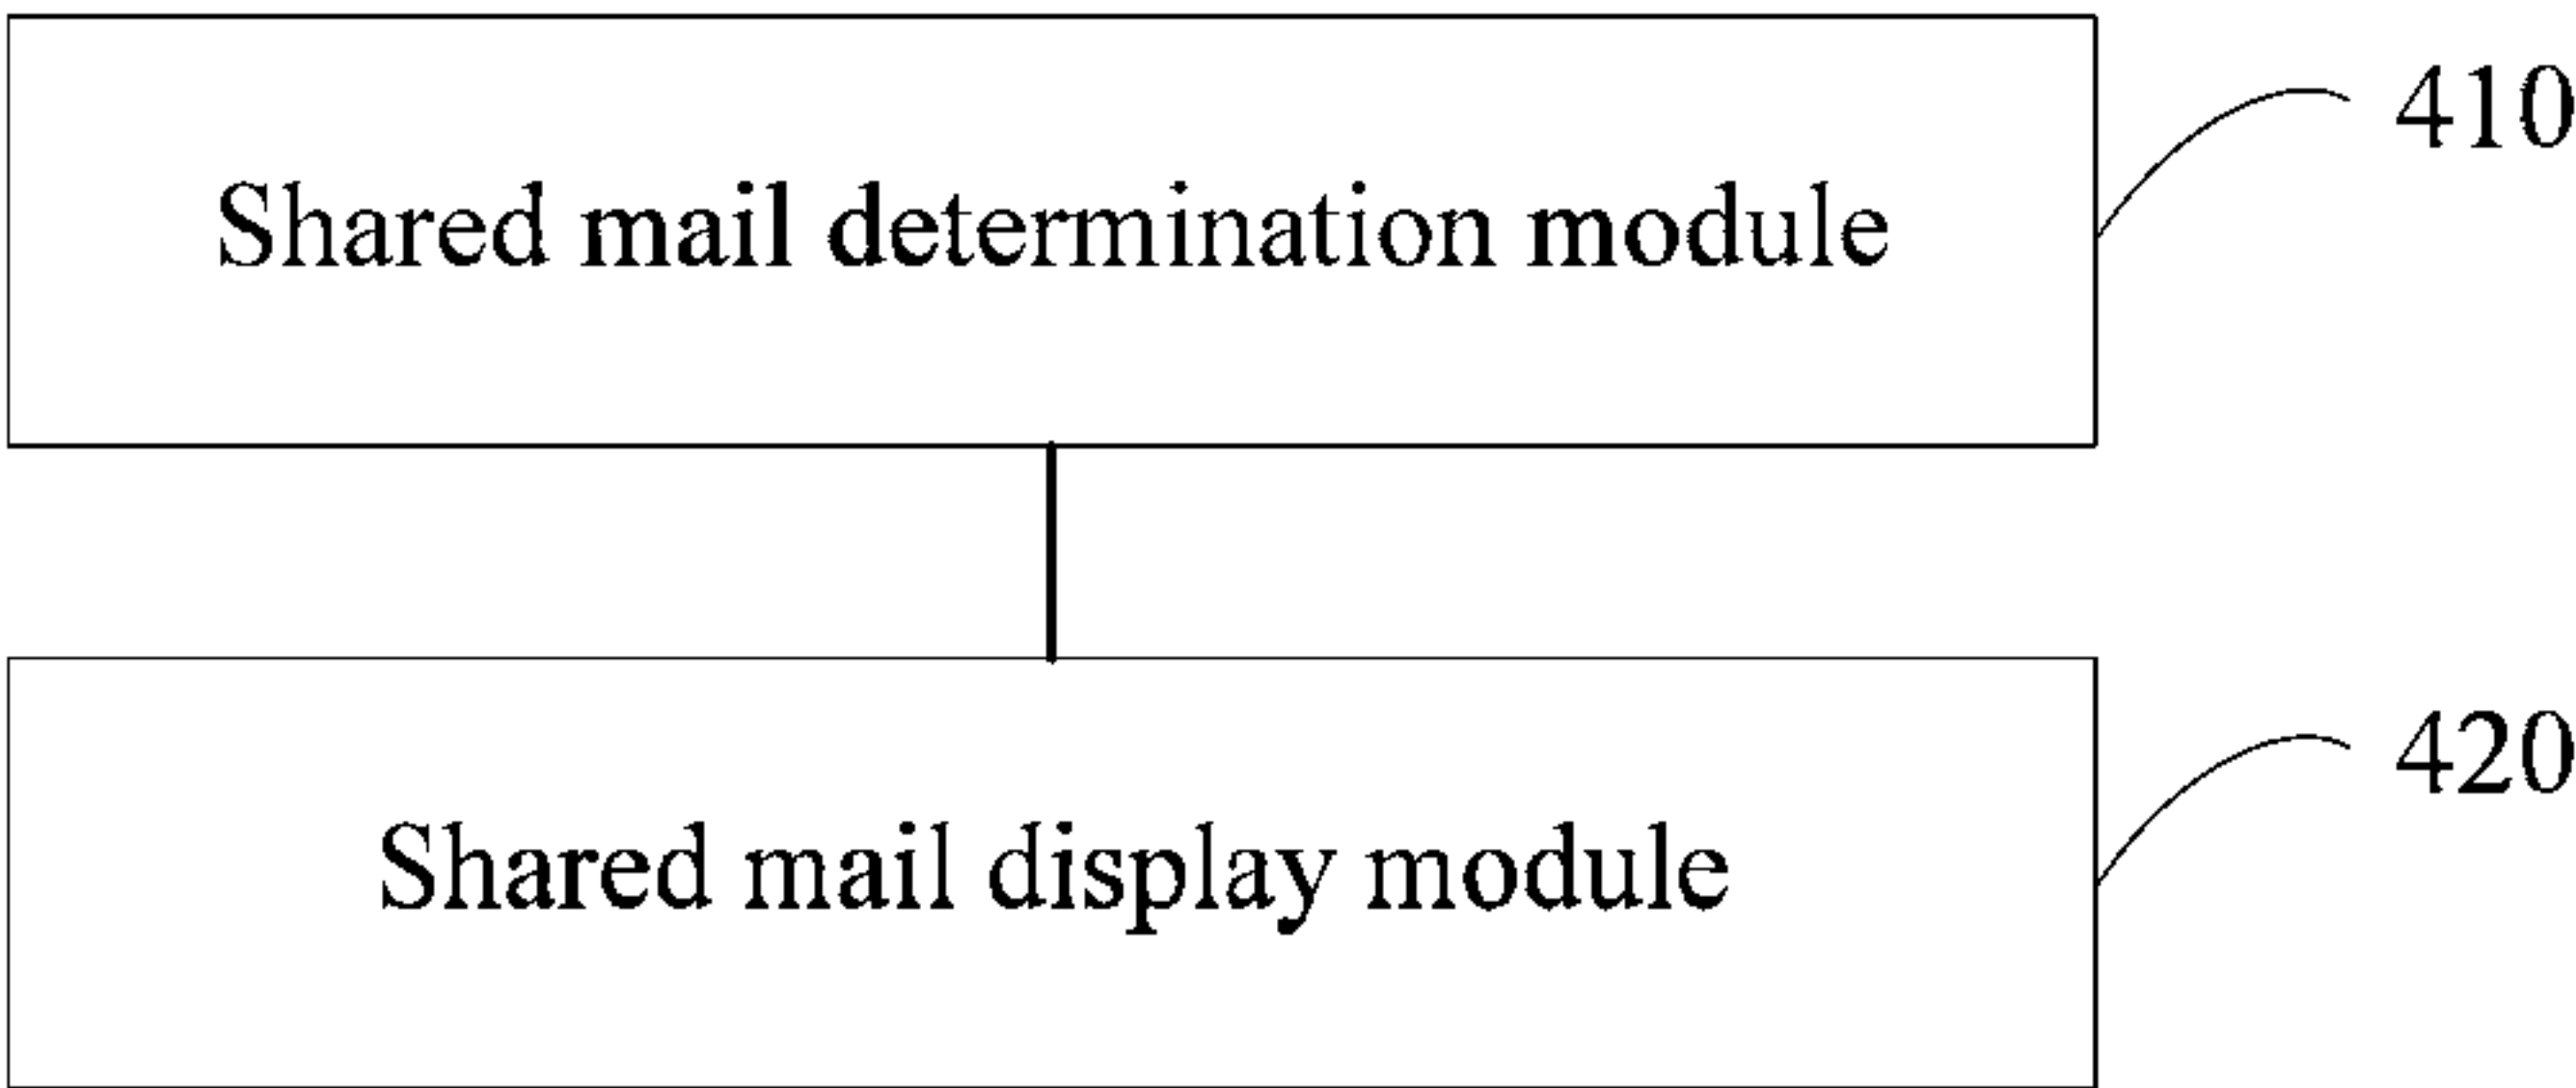 410
Shared mail determination module
420
Shared mail display module